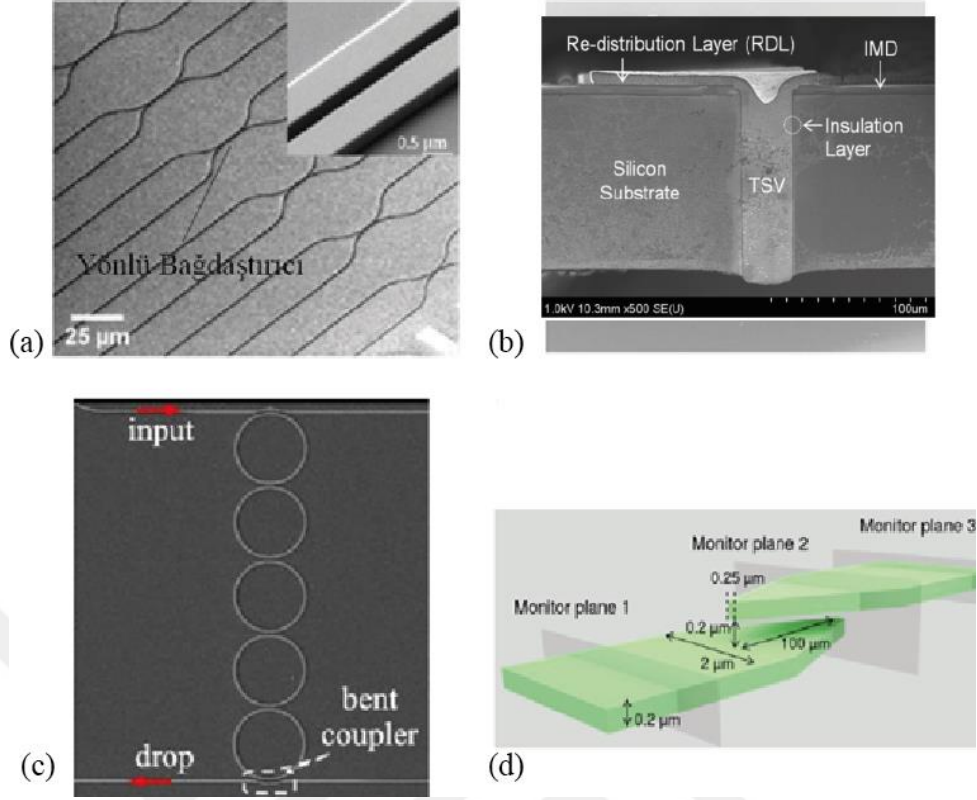 0.5 μm
Yönlü Bağdaştırıcı
25 μm
(a)
Re-distribution Layer (RDL)
IMD
Insulation
Layer
Silicon
Substrate
TSV
1.0kV 10.3mm x500 SE(U)
100um
(b)
input
bent
coupler
drop
(c)
Monitor plane 3
Monitor plane 2
0.25 μm
Monitor plane 1
0.2 μm
100 μm
2 μm
0.2 μm
(d)